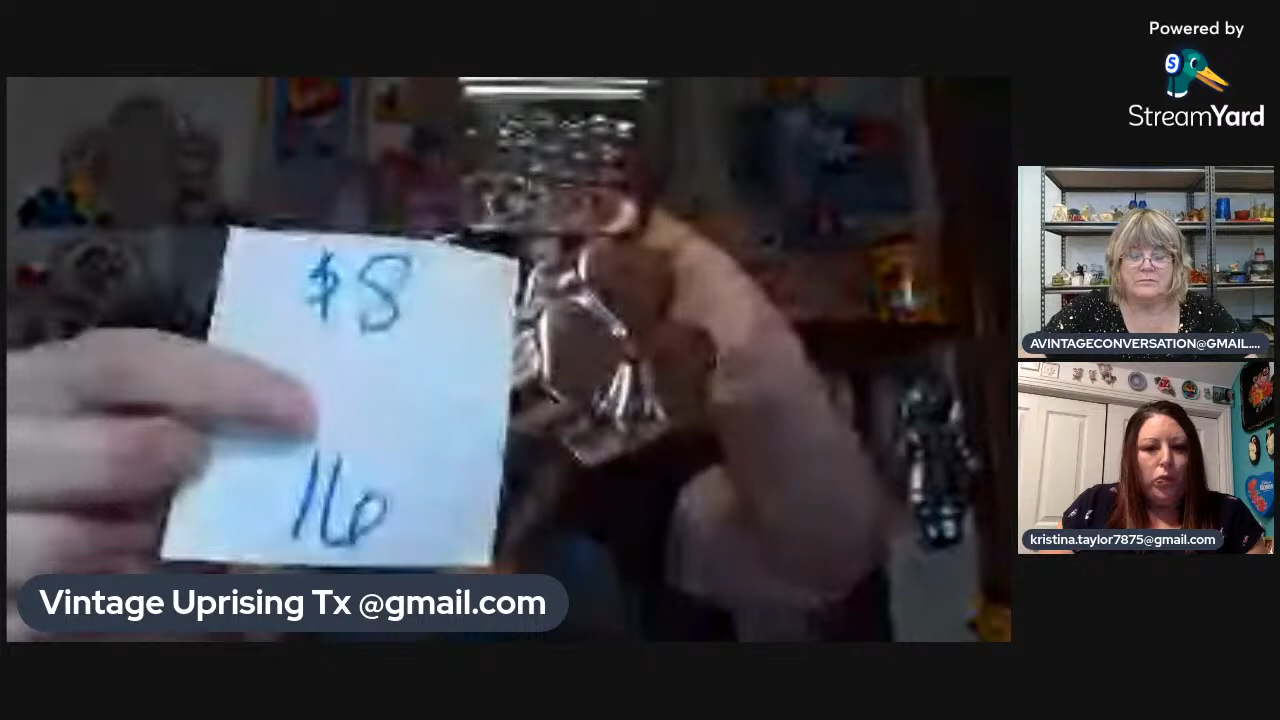 Powered by
StreamYard
$8
16
Vintage Uprising Tx @gmail.com
AVINTAGECONVERSATION@GMAIL....
kristina.taylor7875@gmail.com